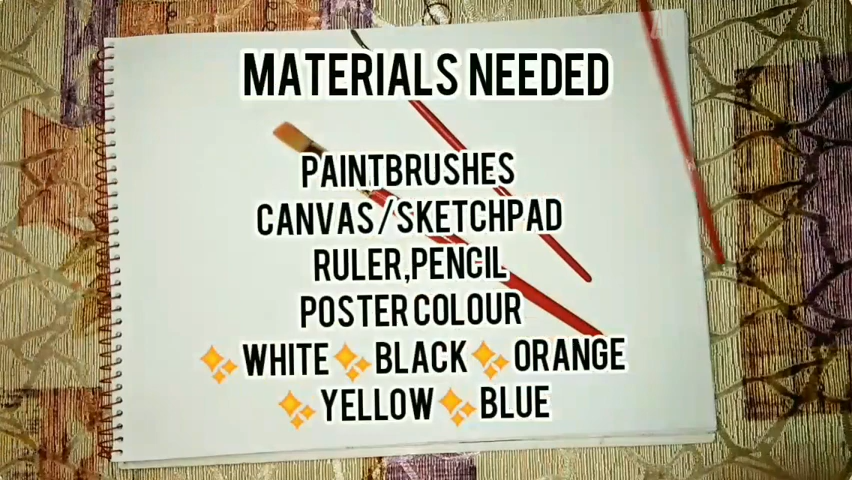 MATERIALS NEEDED
PAINTBRUSHES
CANVAS/SKETCHPAD
RULER,PENCIL
POSTER COLOUR
✨WHITE✨BLACK✨ORANGE
✨YELLOW✨BLUE